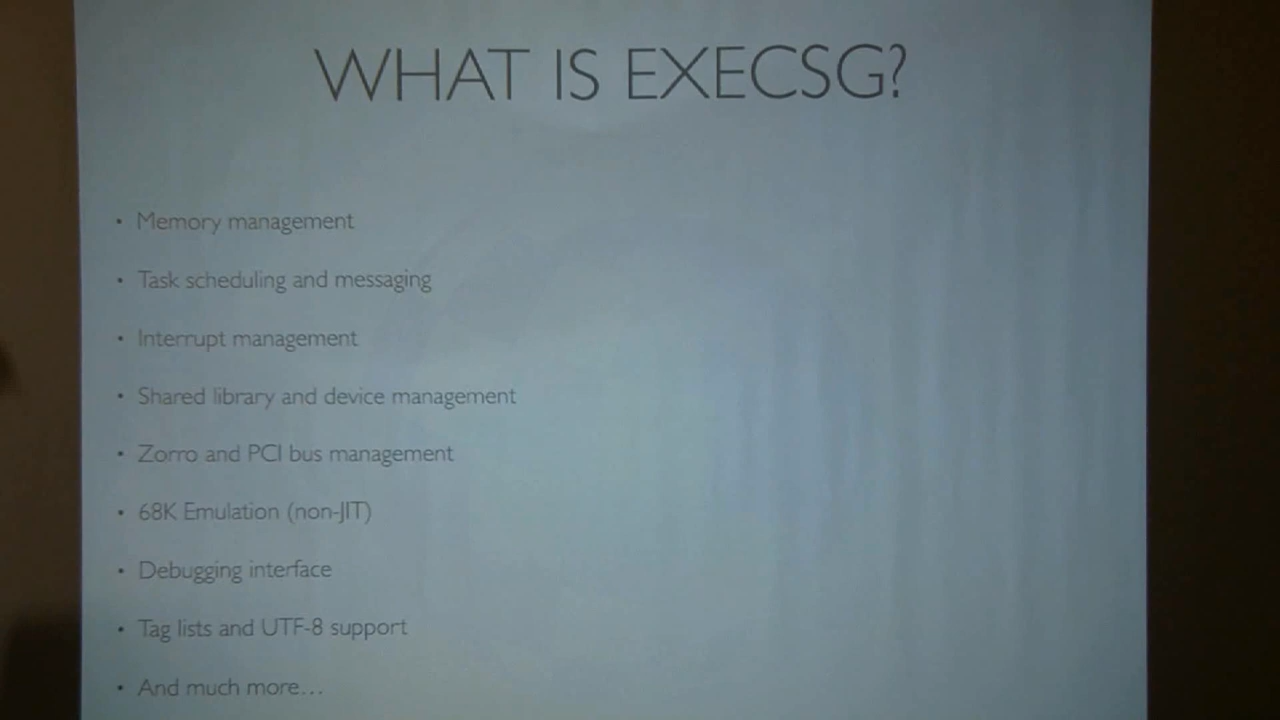 WHAT IS EXECSG?
• Memory management
• Task scheduling and messaging
• Interrupt management
• Shared library and device management
• Zorro and PCI bus management
• 68K Emulation (non-JIT)
• Debugging interface
• Tag lists and UTF-8 support
• And much more...